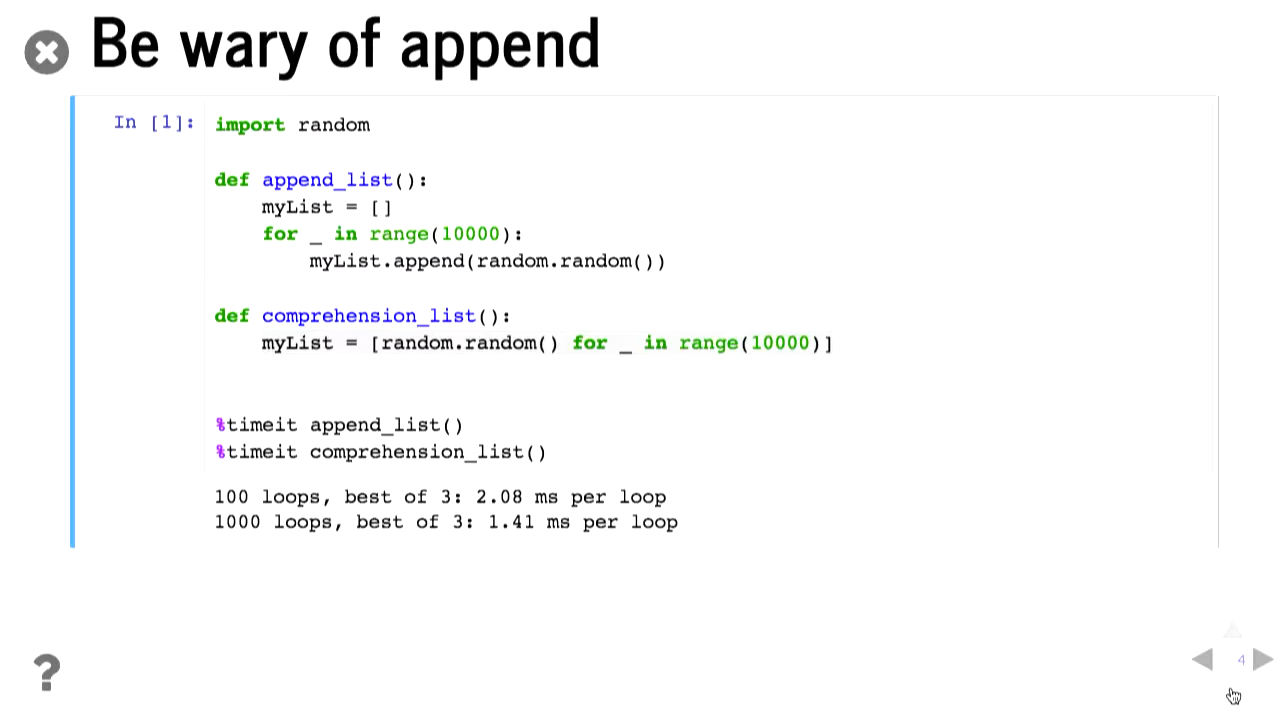 Be wary of append
In [1]: import random
def append_list():
    myList = []
    for _ in range(10000):
        myList.append(random.random())
def comprehension_list():
    myList = [random.random() for _ in range(10000)]
%timeit append_list()
%timeit comprehension_list()
100 loops, best of 3: 2.08 ms per loop
1000 loops, best of 3: 1.41 ms per loop
?
4